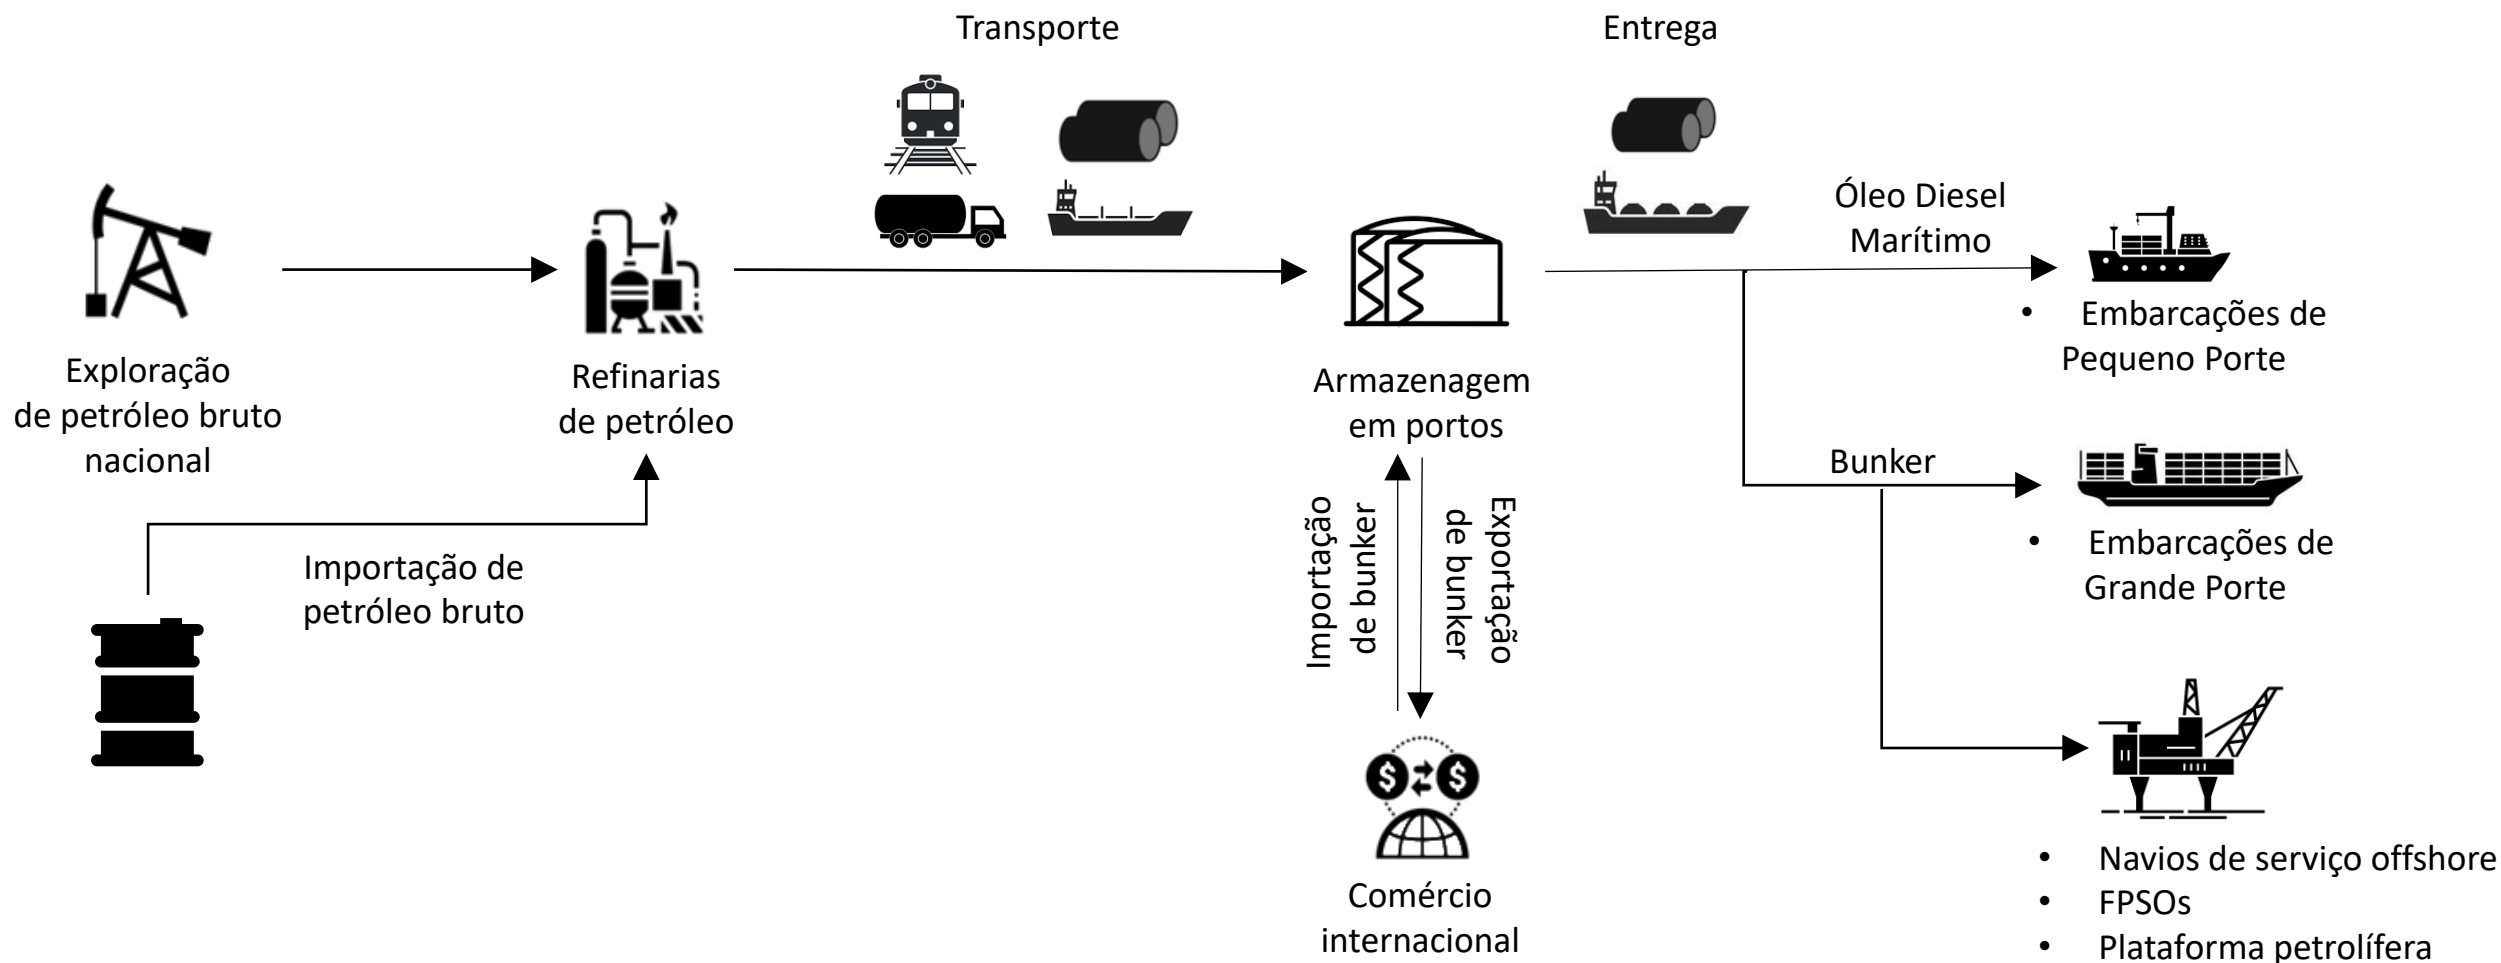 Transporte
Entrega
Óleo Diesel
Marítimo
• Embarcações de
Pequeno Porte
Exploração
de petróleo bruto
nacional
Refinarias
de petróleo
Armazenagem
em portos
Bunker
Importação
de bunker
Exportação
de bunker
• Embarcações de
Grande Porte
Importação de
petróleo bruto
$ $
Comércio
internacional
• Navios de serviço offshore
• FPSOs
• Plataforma petrolífera